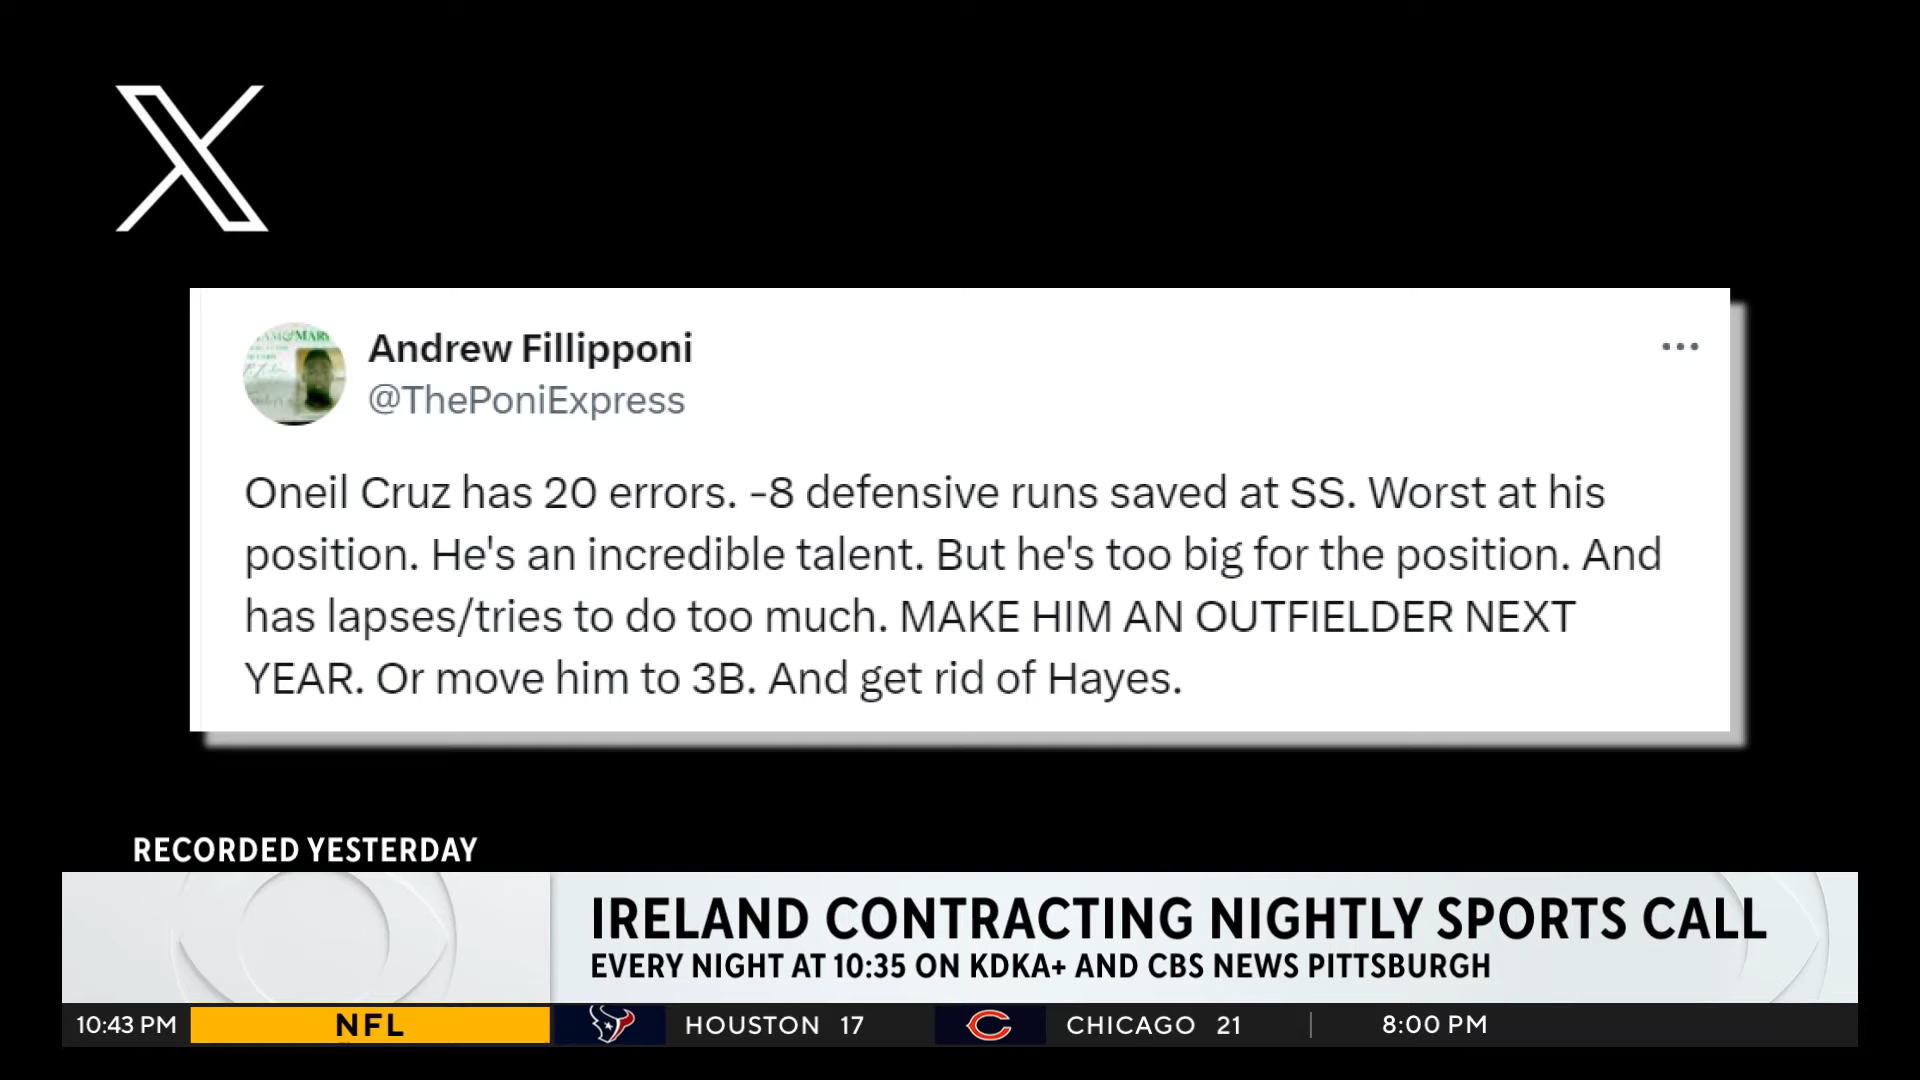 Andrew Fillipponi
@ThePoniExpress
Oneil Cruz has 20 errors. -8 defensive runs saved at SS. Worst at his
position. He's an incredible talent. But he's too big for the position. And
has lapses/tries to do too much. MAKE HIM AN OUTFIELDER NEXT
YEAR. Or move him to 3B. And get rid of Hayes.
RECORDED YESTERDAY
IRELAND CONTRACTING NIGHTLY SPORTS CALL
EVERY NIGHT AT 10:35 ON KDKA+ AND CBS NEWS PITTSBURGH
10:43 PM NFL HOUSTON 17 CHICAGO 21 8:00 PM